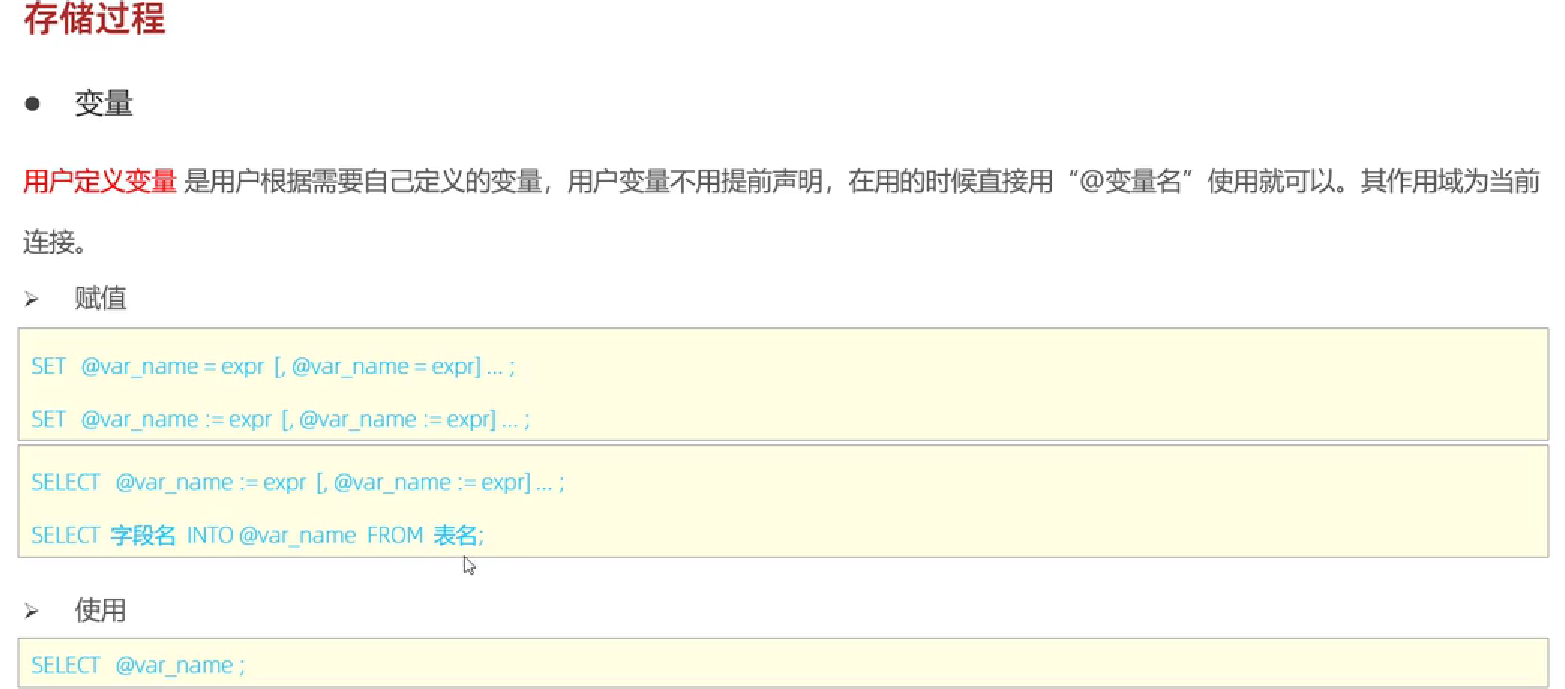 存储过程
● 变量
用户定义变量 是用户根据需要自己定义的变量，用户变量不用提前声明，在用的时候直接用“@变量名”使用就可以。其作用域为当前
连接。
➢ 赋值
SET @var_name = expr [, @var_name = expr] ... ;
SET @var_name := expr [, @var_name := expr] ... ;
SELECT @var_name := expr [, @var_name := expr] ... ;
SELECT 字段名 INTO @var_name FROM 表名;
➢ 使用
SELECT @var_name ;